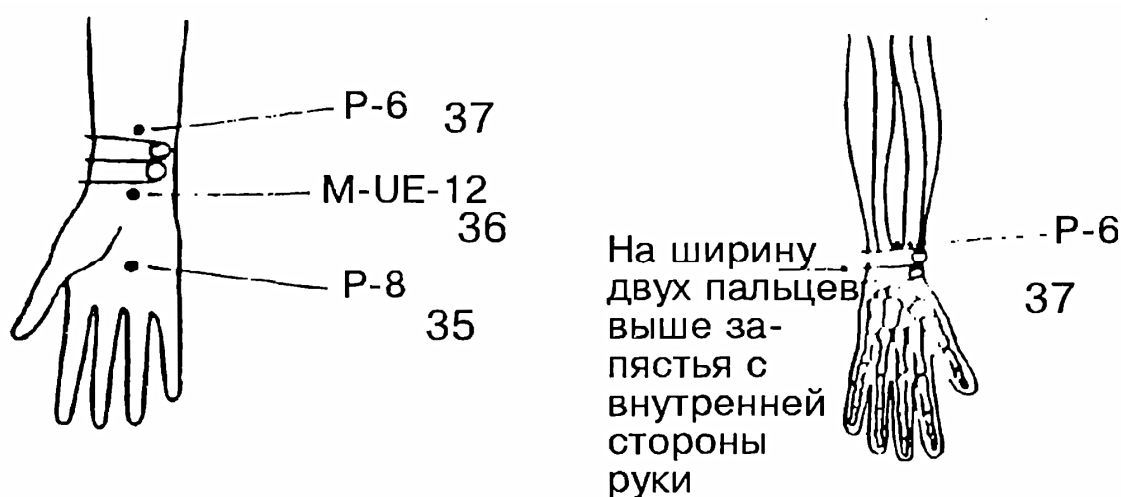 P-6
37
M-UE-12
36
P-8
35
На ширину
двух пальцев
выше за-
пястья с
внутренней
стороны
руки
P-6
37